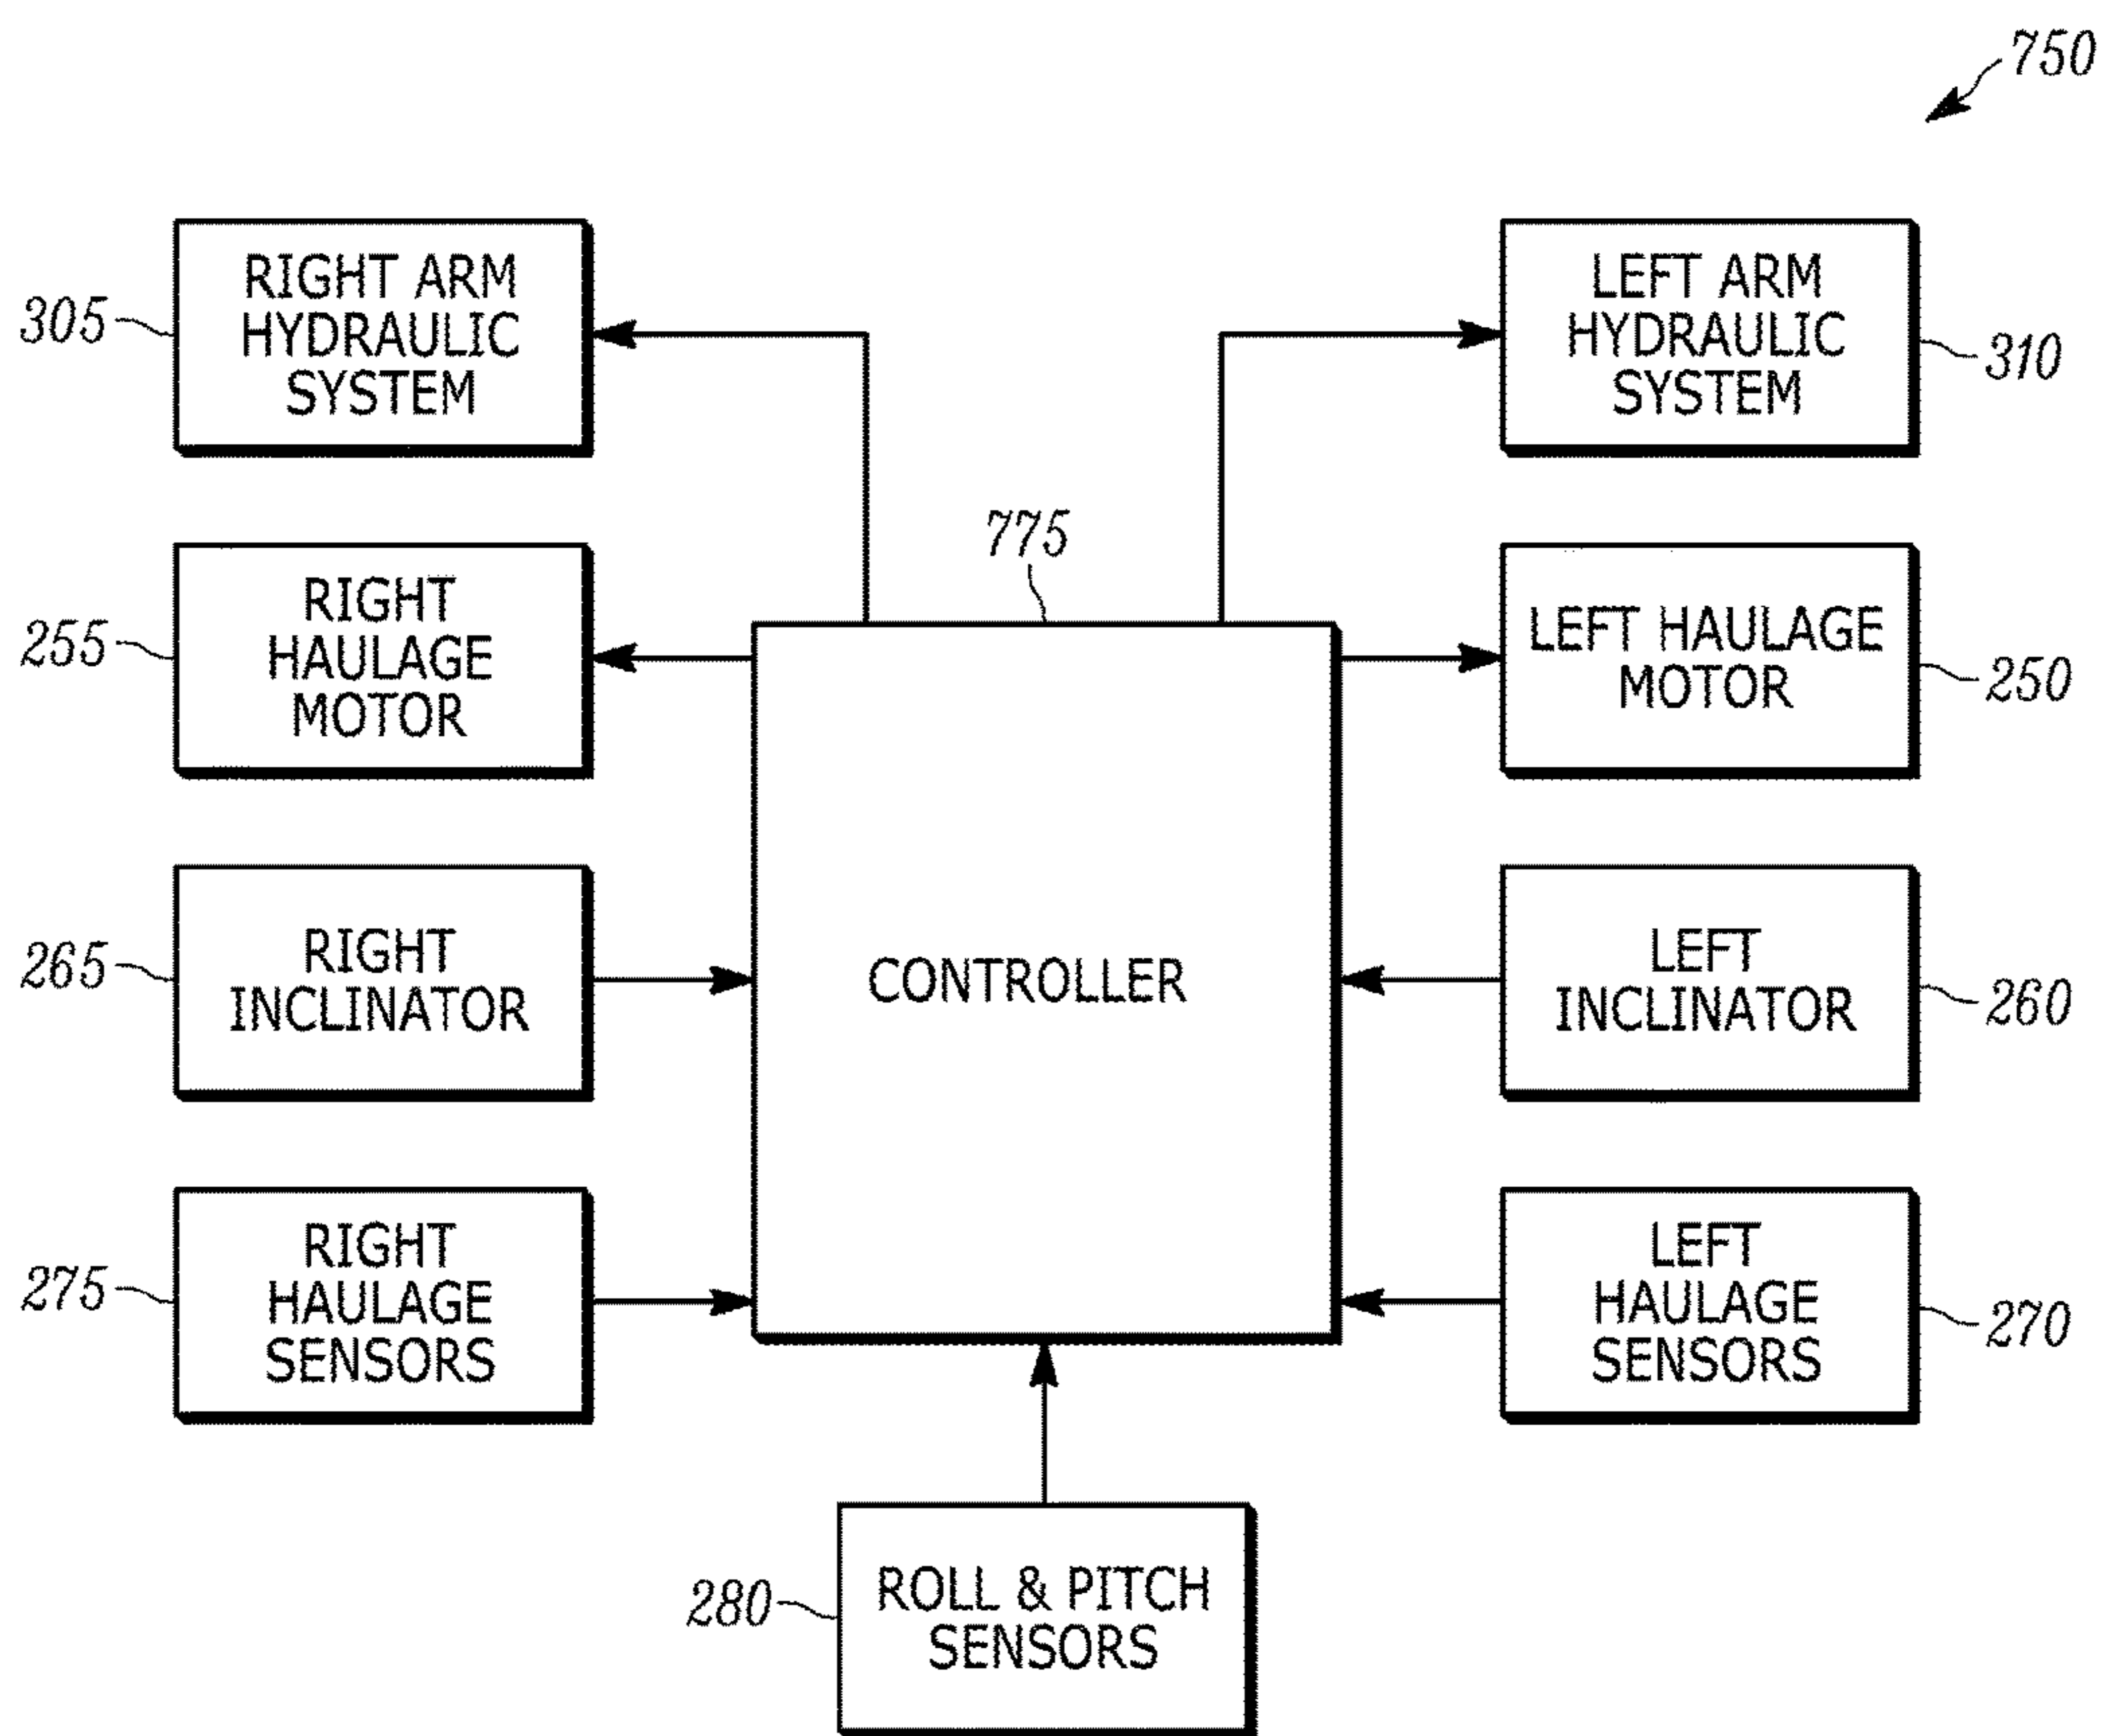 750
RIGHT ARM
HYDRAULIC
SYSTEM
305
LEFT ARM
HYDRAULIC
SYSTEM
310
775
RIGHT
HAULAGE
MOTOR
255
LEFT HAULAGE
MOTOR
250
CONTROLLER
RIGHT
INCLINATOR
265
LEFT
INCLINATOR
260
RIGHT
HAULAGE
SENSORS
275
LEFT
HAULAGE
SENSORS
270
ROLL & PITCH
SENSORS
280